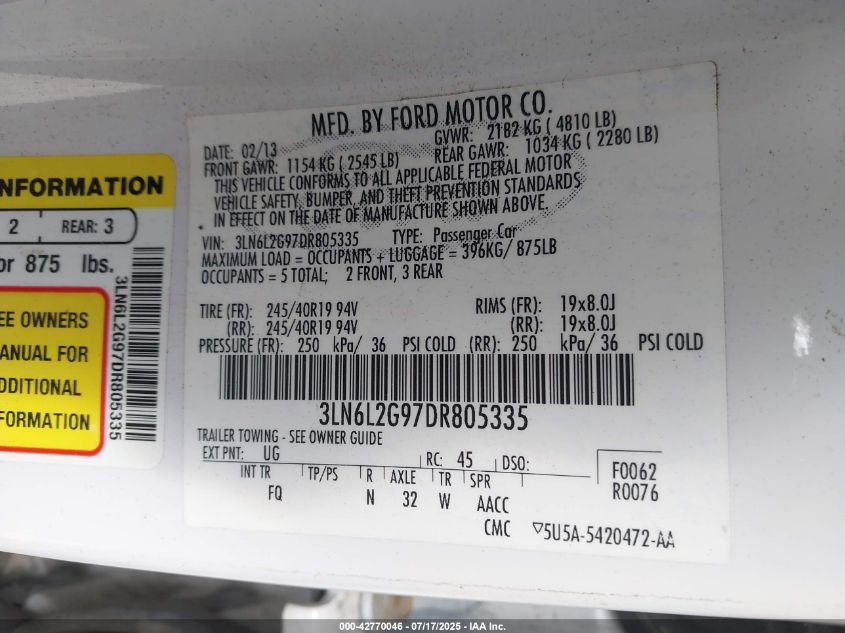 NFORMATION
2 REAR: 3
or 875 lbs.
EE OWNERS
ANUAL FOR
DDITIONAL
FORMATION
3LN6L2G97DR805335
MFD. BY FORD MOTOR CO.
DATE: 02/13 GVWR: 2182 KG ( 4810 LB)
FRONT GAWR: 1154 KG ( 2545 LB) REAR GAWR: 1034 KG ( 2280 LB)
THIS VEHICLE CONFORMS TO ALL APPLICABLE FEDERAL MOTOR
VEHICLE SAFETY, BUMPER, AND THEFT PREVENTION STANDARDS
IN EFFECT ON THE DATE OF MANUFACTURE SHOWN ABOVE.
VIN: 3LN6L2G97DR805335 TYPE: Passenger Car
MAXIMUM LOAD = OCCUPANTS + LUGGAGE = 396KG/ 875LB
OCCUPANTS = 5 TOTAL; 2 FRONT, 3 REAR
TIRE (FR): 245/40R19 94V RIMS (FR): 19x8.0J
(RR): 245/40R19 94V (RR): 19x8.0J
PRESSURE (FR): 250 kPa/ 36 PSI COLD (RR): 250 kPa/ 36 PSI COLD
3LN6L2G97DR805335
TRAILER TOWING - SEE OWNER GUIDE
EXT PNT: UG RC: 45 DSO: F0062
INT TR TP/PS R AXLE TR SPR R0076
FQ N 32 W AACC
CMC ▽5U5A-5420472-AA
000-42770046 - 07/17/2025 - IAA Inc.